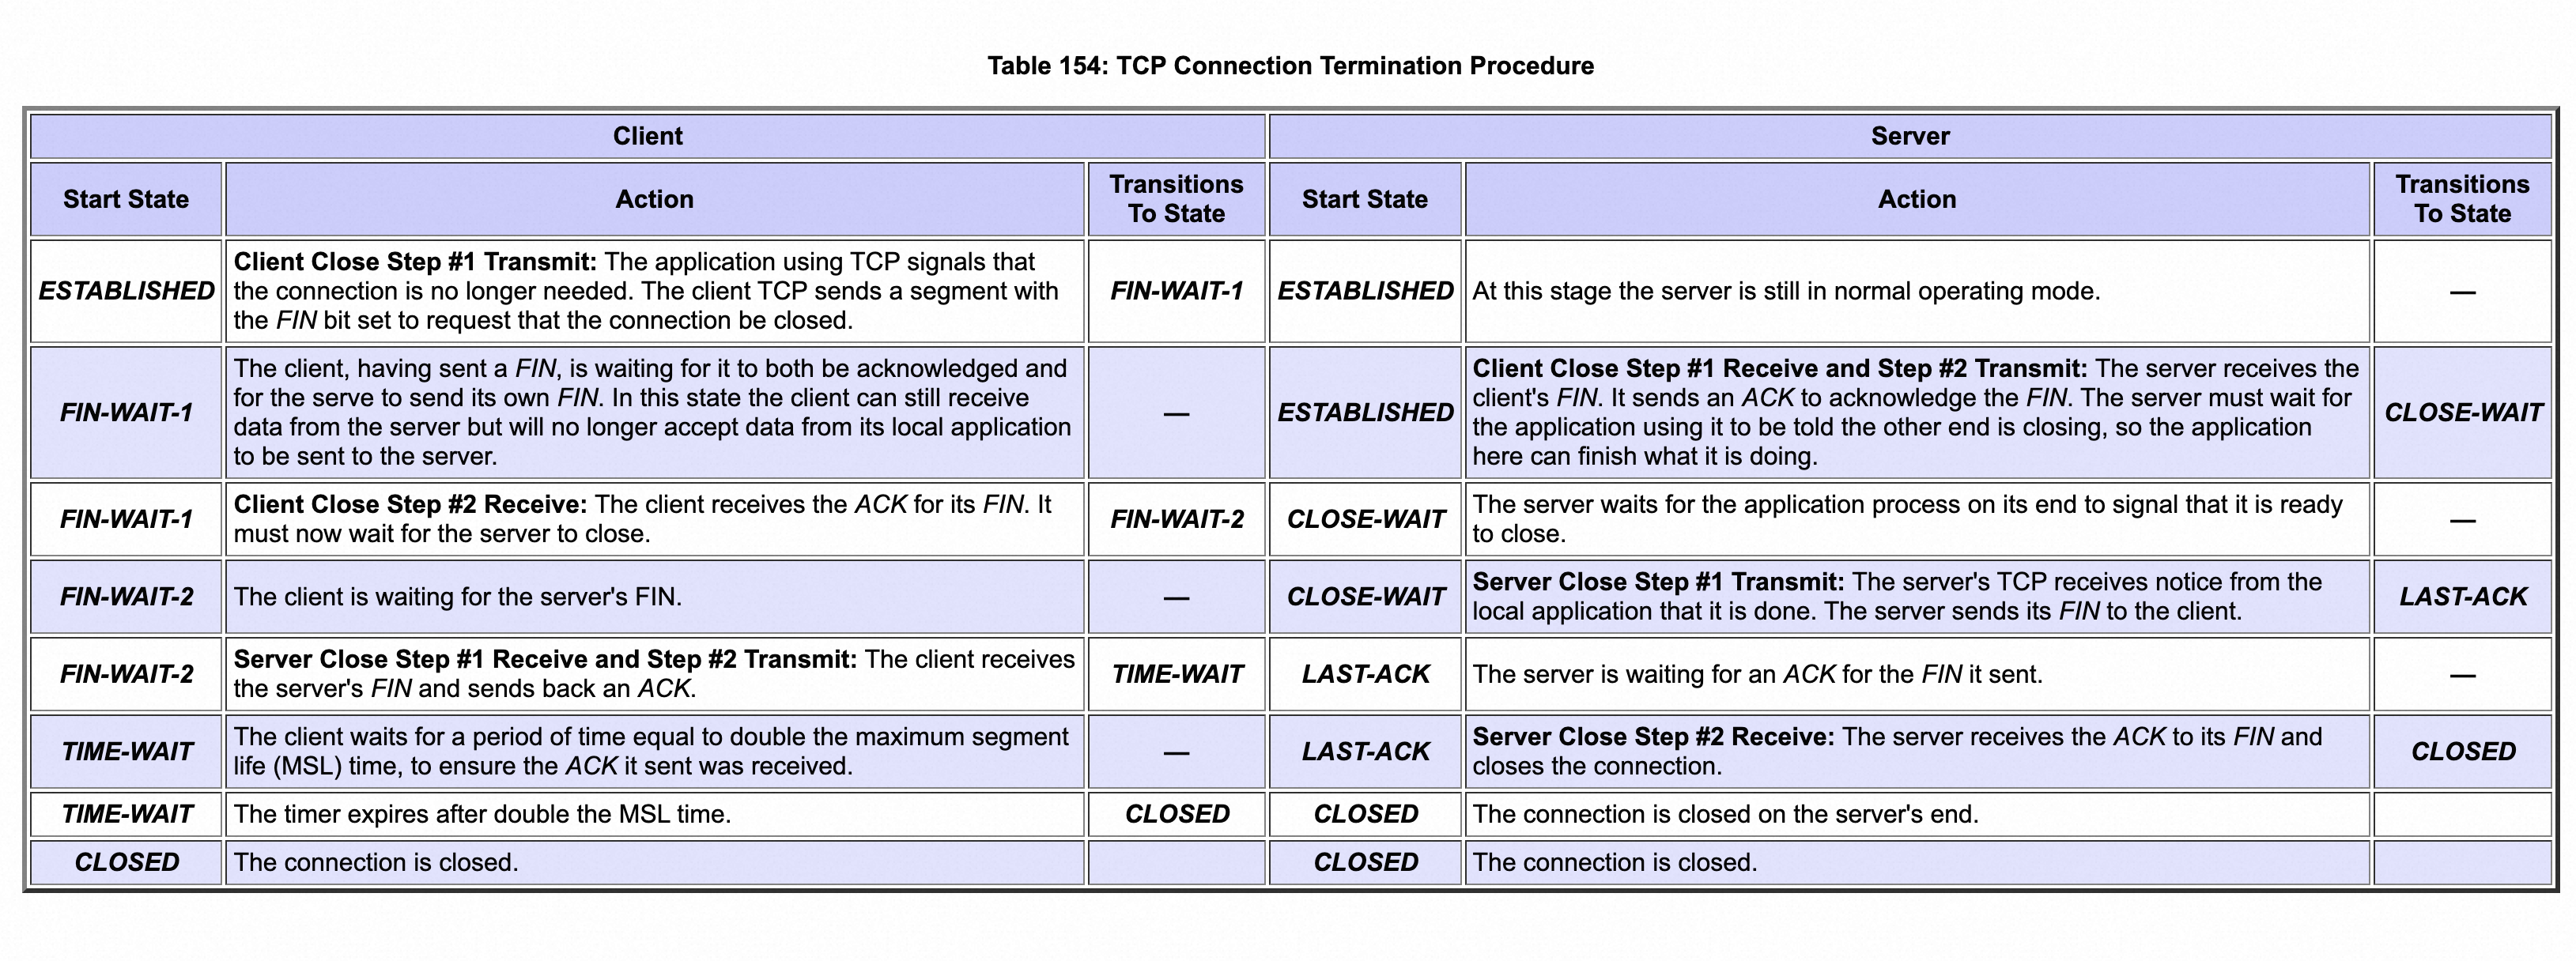 Table 154: TCP Connection Termination Procedure
Client
Server
Start State
Action
Transitions
To State
Start State
Action
Transitions
To State
ESTABLISHED
Client Close Step #1 Transmit: The application using TCP signals that
the connection is no longer needed. The client TCP sends a segment with
the FIN bit set to request that the connection be closed.
FIN-WAIT-1
ESTABLISHED
At this stage the server is still in normal operating mode.
—
FIN-WAIT-1
The client, having sent a FIN, is waiting for it to both be acknowledged and
for the serve to send its own FIN. In this state the client can still receive
data from the server but will no longer accept data from its local application
to be sent to the server.
—
ESTABLISHED
Client Close Step #1 Receive and Step #2 Transmit: The server receives the
client's FIN. It sends an ACK to acknowledge the FIN. The server must wait for
the application using it to be told the other end is closing, so the application
here can finish what it is doing.
CLOSE-WAIT
FIN-WAIT-1
Client Close Step #2 Receive: The client receives the ACK for its FIN. It
must now wait for the server to close.
FIN-WAIT-2
CLOSE-WAIT
The server waits for the application process on its end to signal that it is ready
to close.
—
FIN-WAIT-2
The client is waiting for the server's FIN.
—
CLOSE-WAIT
Server Close Step #1 Transmit: The server's TCP receives notice from the
local application that it is done. The server sends its FIN to the client.
LAST-ACK
FIN-WAIT-2
Server Close Step #1 Receive and Step #2 Transmit: The client receives
the server's FIN and sends back an ACK.
TIME-WAIT
LAST-ACK
The server is waiting for an ACK for the FIN it sent.
—
TIME-WAIT
The client waits for a period of time equal to double the maximum segment
life (MSL) time, to ensure the ACK it sent was received.
—
LAST-ACK
Server Close Step #2 Receive: The server receives the ACK to its FIN and
closes the connection.
CLOSED
TIME-WAIT
The timer expires after double the MSL time.
CLOSED
CLOSED
The connection is closed on the server's end.
CLOSED
The connection is closed.
CLOSED
The connection is closed.